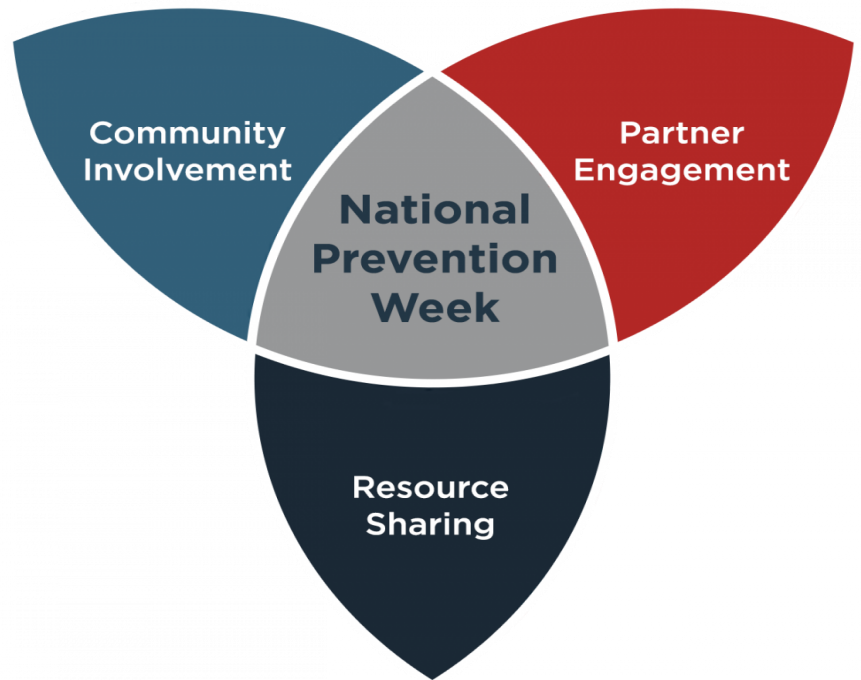 Community
Involvement
Partner
Engagement
National
Prevention
Week
Resource
Sharing